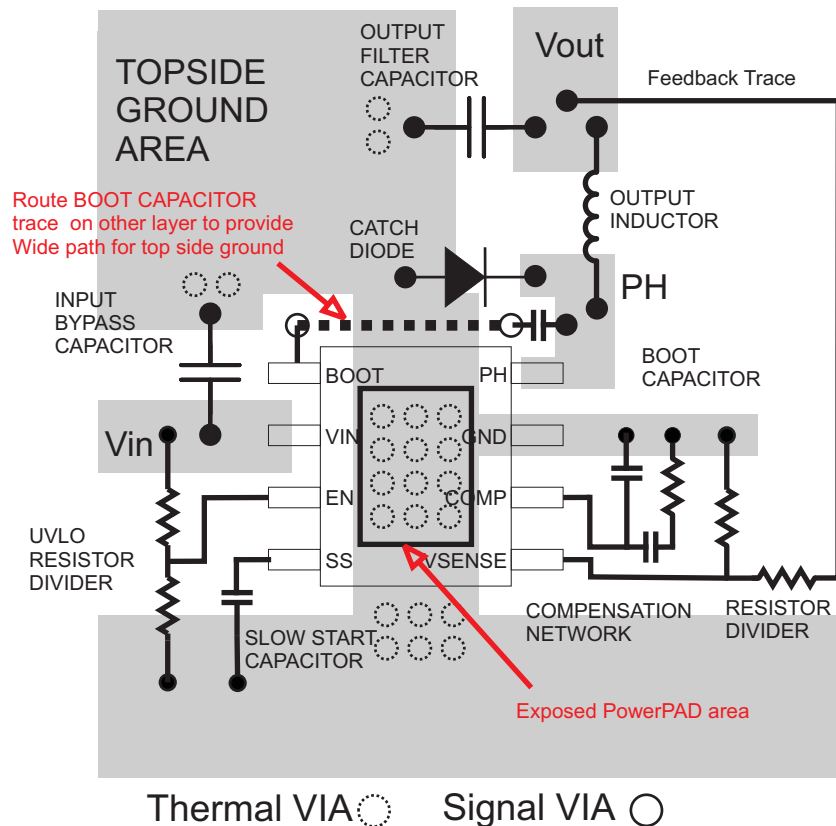 OUTPUT
FILTER
CAPACITOR
Vout
TOPSIDE
GROUND
AREA
Feedback Trace
Route BOOT CAPACITOR
trace on other layer to provide
Wide path for top side ground
OUTPUT
INDUCTOR
CATCH
DIODE
PH
INPUT
BYPASS
CAPACITOR
BOOT
CAPACITOR
BOOT
PH
Vin
VIN
GND
EN
COMP
UVLO
RESISTOR
DIVIDER
SS
VSENSE
SLOW START
CAPACITOR
COMPENSATION
NETWORK
RESISTOR
DIVIDER
Exposed PowerPAD area
Thermal VIA
Signal VIA